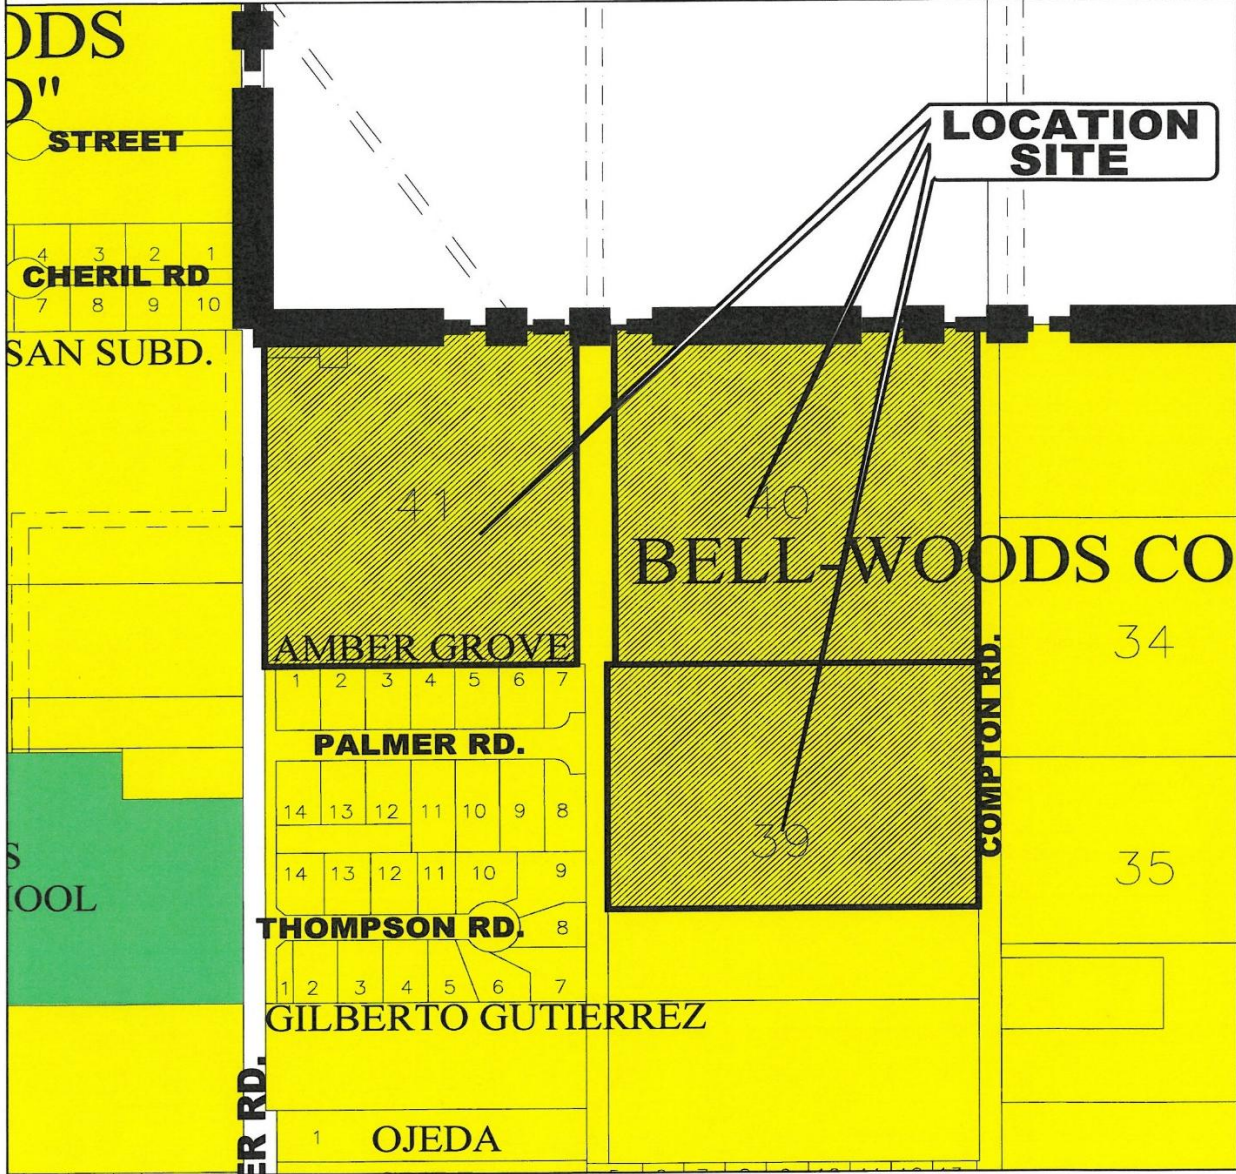 ODS
D"
STREET
LOCATION
SITE
4 3 2 1
CHERIL RD
7 8 9 10
SAN SUBD.
41
40
BELL-WOODS CO
34
AMBER GROVE
1 2 3 4 5 6 7
PALMER RD.
COMPTON RD.
14 13 12 11 10 9 8
39
35
14 13 12 11 10 9
S
OOL
THOMPSON RD.
8
1 2 3 4 5 6 7
GILBERTO GUTIERREZ
ER RD.
1 OJEDA